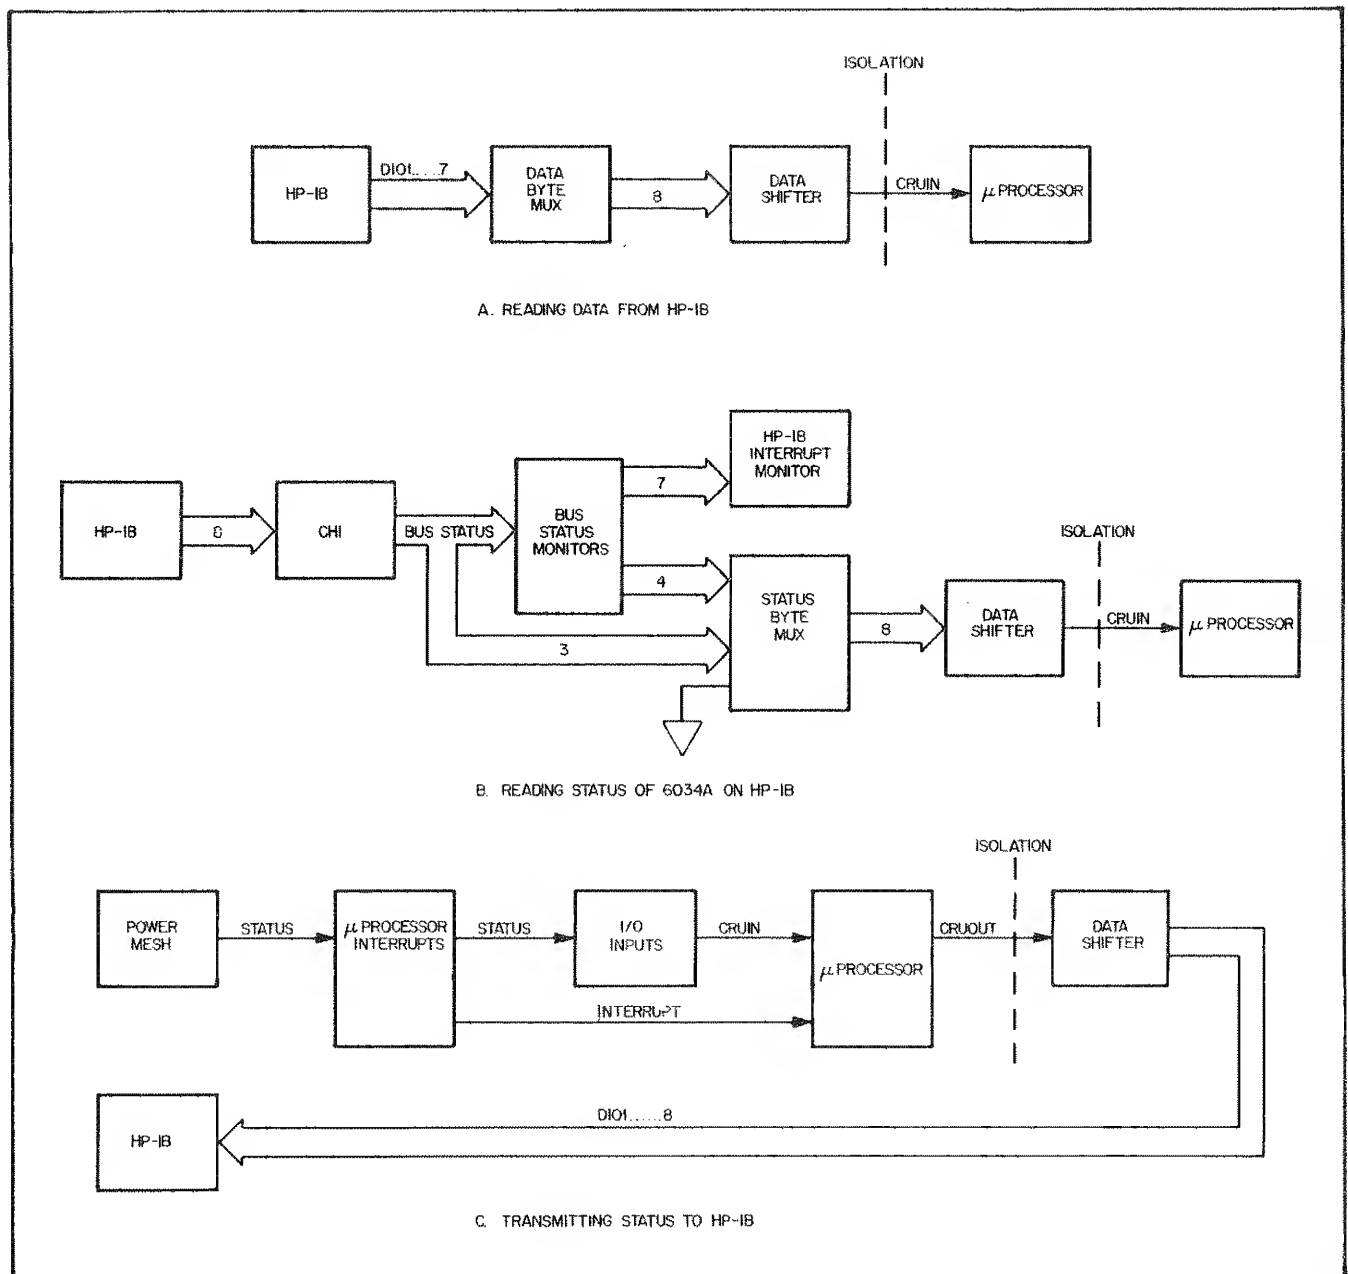 ISOLATION
HP-IB
DIO1....7
DATA
BYTE
MUX
8
DATA
SHIFTER
CRUIN
μ PROCESSOR
A. READING DATA FROM HP-IB
HP-IB
INTERRUPT
MONITOR
HP-IB
8
CHI
BUS STATUS
BUS
STATUS
MONITORS
7
4
3
STATUS
BYTE
MUX
8
DATA
SHIFTER
ISOLATION
CRUIN
μ PROCESSOR
B. READING STATUS OF 6034A ON HP-IB
ISOLATION
POWER
MESH
STATUS
μ PROCESSOR
INTERRUPTS
STATUS
I/O
INPUTS
CRUIN
μ PROCESSOR
CRUOUT
DATA
SHIFTER
INTERRUPT
HP-IB
DIO1......8
C. TRANSMITTING STATUS TO HP-IB